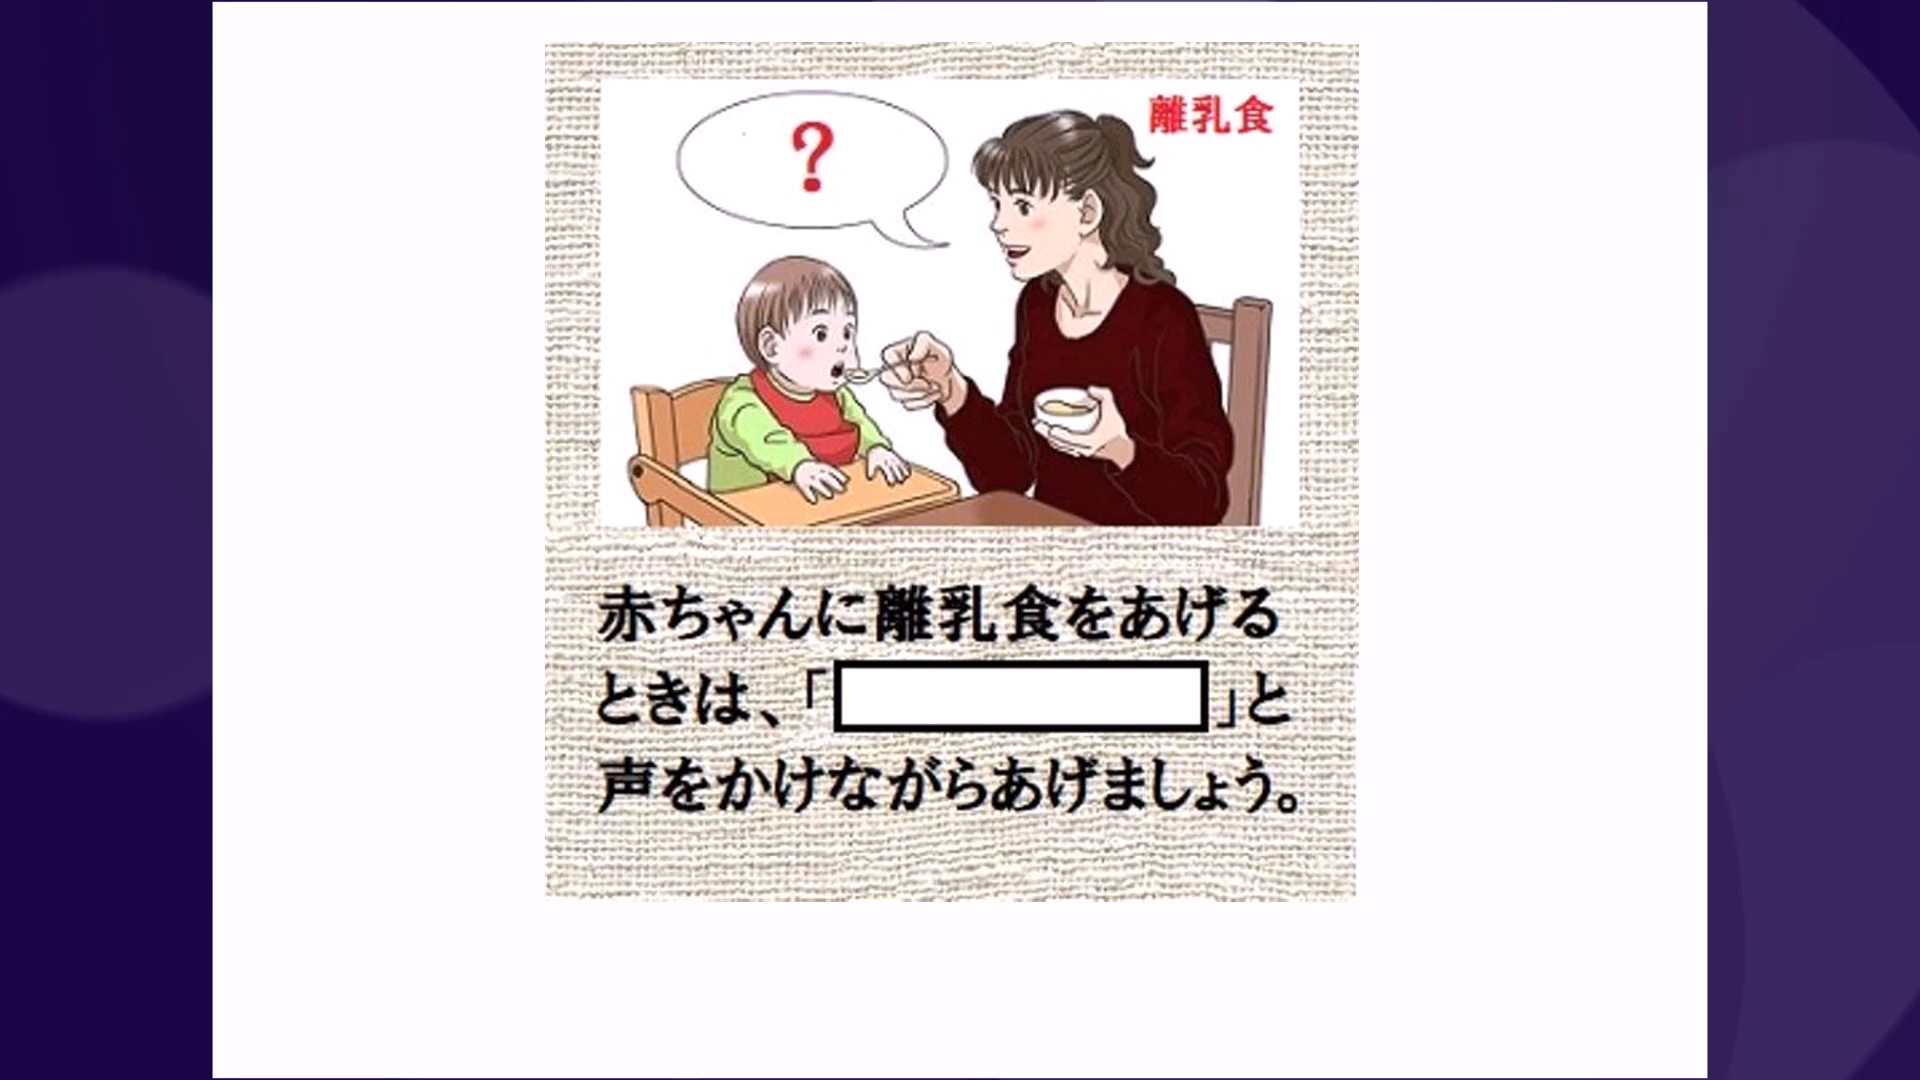 離乳食
?
赤ちゃんに離乳食をあげる
ときは、「 」と
声をかけながらあげましょう。